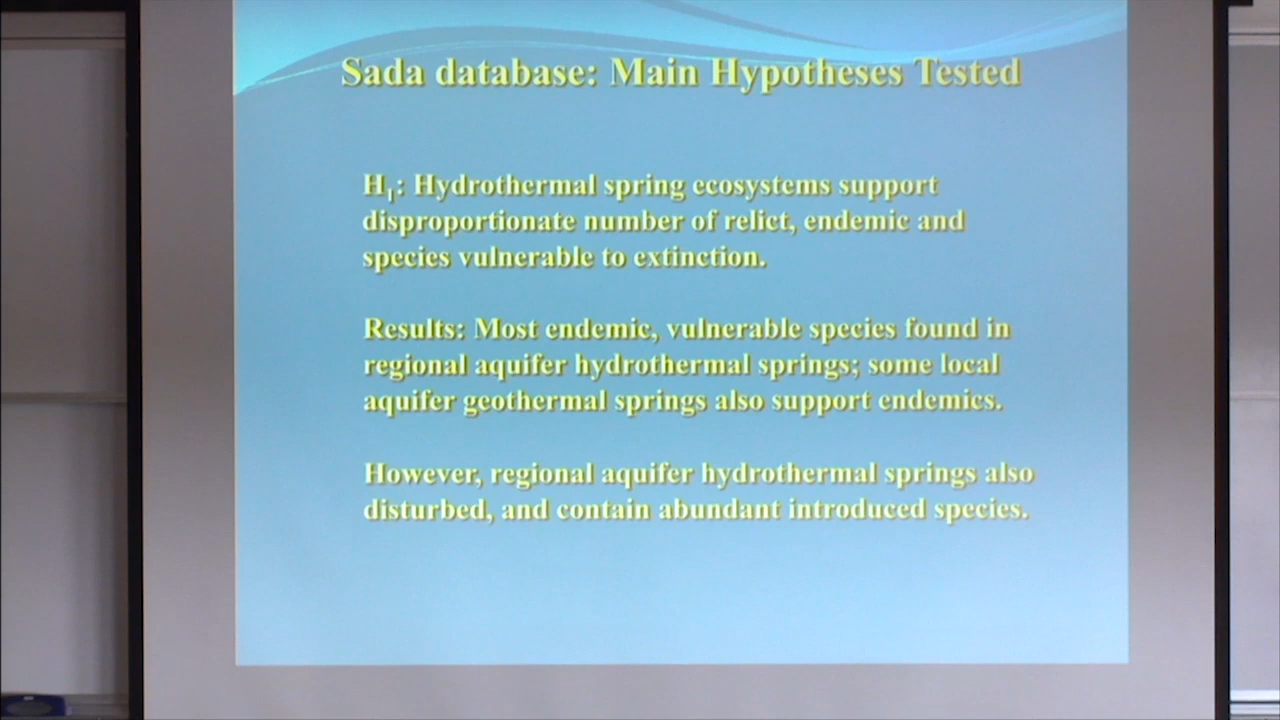 Sada database: Main Hypotheses Tested
H₁: Hydrothermal spring ecosystems support
disproportionate number of relict, endemic and
species vulnerable to extinction.
Results: Most endemic, vulnerable species found in
regional aquifer hydrothermal springs; some local
aquifer geothermal springs also support endemics.
However, regional aquifer hydrothermal springs also
disturbed, and contain abundant introduced species.